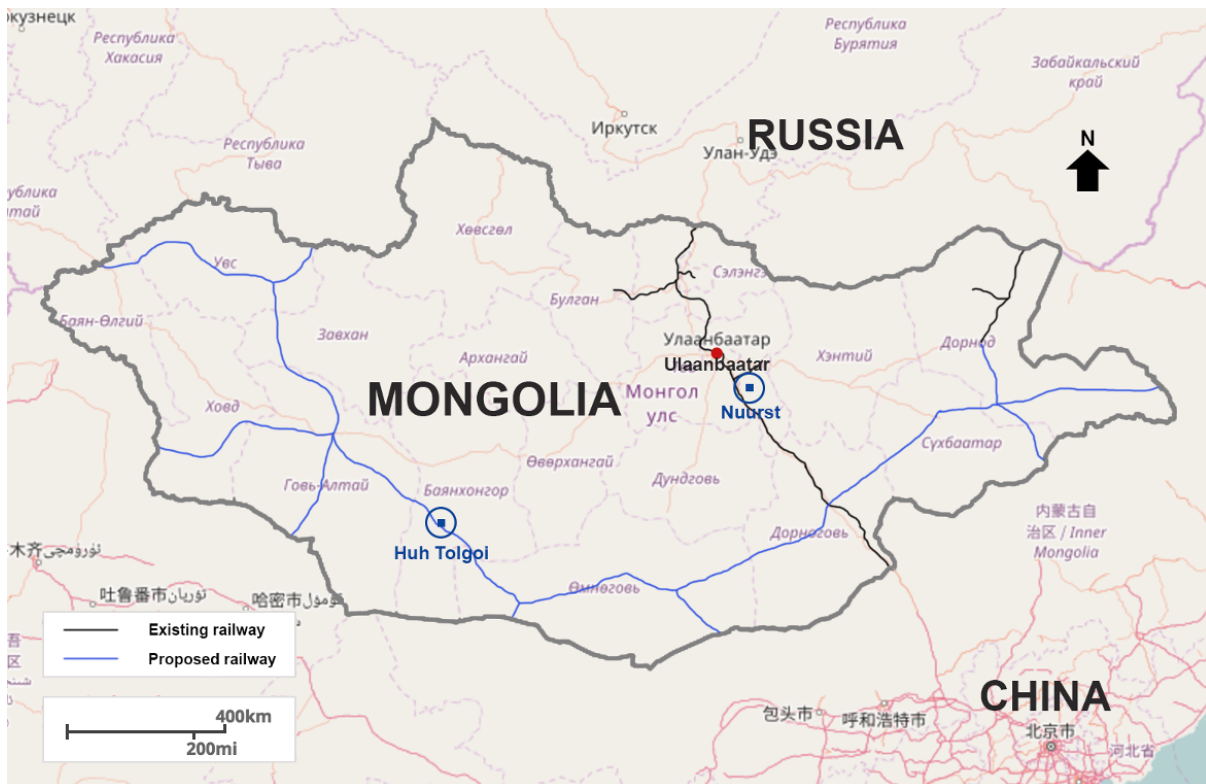 окузнецк
Республика
Хакасия
Республика
Бурятия
Забайкальский
край
Иркутск
RUSSIA
Улан-Удэ
N
Республика
Тыва
Хөвсгөл
Увс
Сэлэнгэ
Булган
Баян-Өлгий
Завхан
Улаанбаатар
Хэнтий
Дорнод
Архангай
Ulaanbaatar
MONGOLIA
Монгол
улс
Nuurst
Ховд
Сүхбаатар
Өвөрхангай
Говь-Алтай
Баянхонгор
Дундговь
内蒙古自
治区 / Inner
Mongolia
Дорноговь
Huh Tolgoi
Өмнөговь
吐鲁番市
哈密市
Existing railway
Proposed railway
CHINA
包头市
呼和浩特市
北京市
河北省
400km
200mi